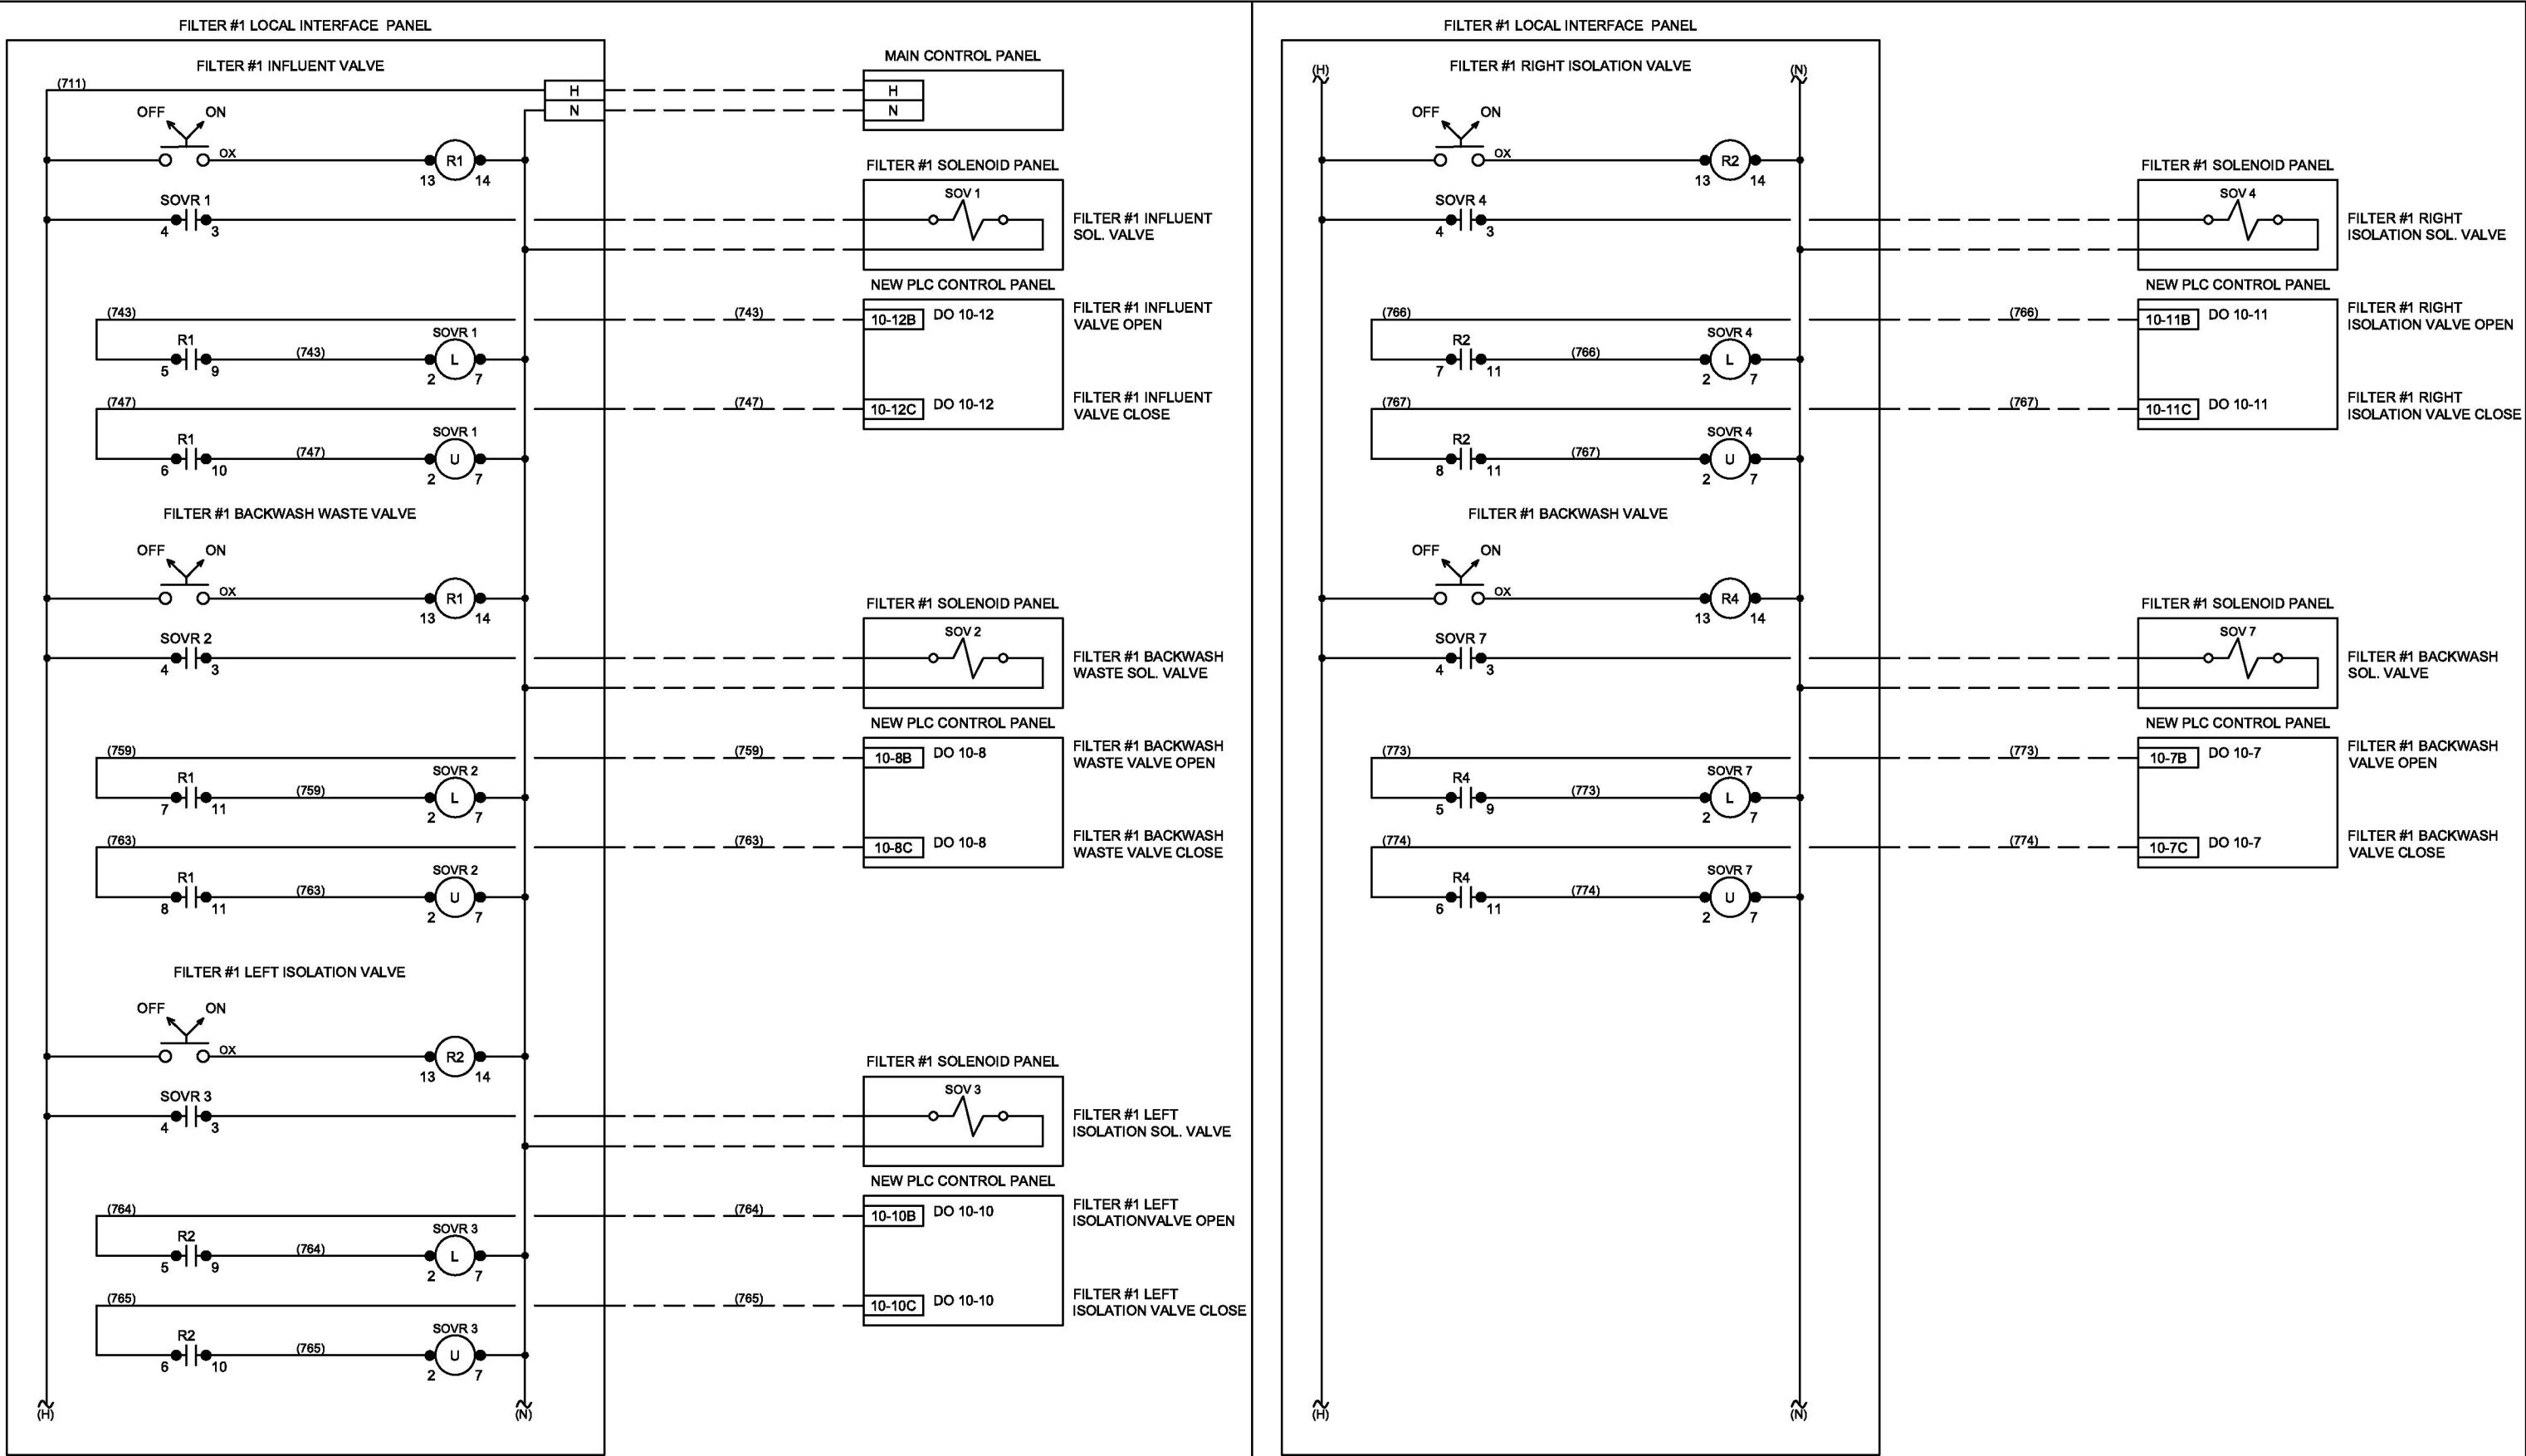 FILTER #1 LOCAL INTERFACE PANEL
FILTER #1 INFLUENT VALVE
MAIN CONTROL PANEL
(711)
H
H
N
N
OFF
ON
OX
R1
13
14
FILTER #1 SOLENOID PANEL
SOV 1
SOVR 1
4
3
FILTER #1 INFLUENT
SOL. VALVE
NEW PLC CONTROL PANEL
(743)
(743)
10-12B
DO 10-12
FILTER #1 INFLUENT
VALVE OPEN
R1
5
9
(743)
SOVR 1
L
2
7
(747)
(747)
10-12C
DO 10-12
FILTER #1 INFLUENT
VALVE CLOSE
R1
6
10
(747)
SOVR 1
U
2
7
FILTER #1 BACKWASH WASTE VALVE
OFF
ON
OX
R1
13
14
FILTER #1 SOLENOID PANEL
SOV 2
SOVR 2
4
3
FILTER #1 BACKWASH
WASTE SOL. VALVE
NEW PLC CONTROL PANEL
(759)
(759)
10-8B
DO 10-8
FILTER #1 BACKWASH
WASTE VALVE OPEN
R1
7
11
(759)
SOVR 2
L
2
7
(763)
(763)
10-8C
DO 10-8
FILTER #1 BACKWASH
WASTE VALVE CLOSE
R1
8
11
(763)
SOVR 2
U
2
7
FILTER #1 LEFT ISOLATION VALVE
OFF
ON
OX
R2
13
14
FILTER #1 SOLENOID PANEL
SOV 3
SOVR 3
4
3
FILTER #1 LEFT
ISOLATION SOL. VALVE
NEW PLC CONTROL PANEL
(764)
(764)
10-10B
DO 10-10
FILTER #1 LEFT
ISOLATIONVALVE OPEN
R2
5
9
(764)
SOVR 3
L
2
7
(765)
(765)
10-10C
DO 10-10
FILTER #1 LEFT
ISOLATION VALVE CLOSE
R2
6
10
(765)
SOVR 3
U
2
7
(H)
(N)
FILTER #1 LOCAL INTERFACE PANEL
(H)
FILTER #1 RIGHT ISOLATION VALVE
(N)
OFF
ON
OX
R2
13
14
FILTER #1 SOLENOID PANEL
SOV 4
SOVR 4
4
3
FILTER #1 RIGHT
ISOLATION SOL. VALVE
NEW PLC CONTROL PANEL
(766)
(766)
10-11B
DO 10-11
FILTER #1 RIGHT
ISOLATION VALVE OPEN
R2
7
11
(766)
SOVR 4
L
2
7
(767)
(767)
10-11C
DO 10-11
FILTER #1 RIGHT
ISOLATION VALVE CLOSE
R2
8
11
(767)
SOVR 4
U
2
7
FILTER #1 BACKWASH VALVE
OFF
ON
OX
R4
13
14
FILTER #1 SOLENOID PANEL
SOV 7
SOVR 7
4
3
FILTER #1 BACKWASH
SOL. VALVE
NEW PLC CONTROL PANEL
(773)
(773)
10-7B
DO 10-7
FILTER #1 BACKWASH
VALVE OPEN
R4
5
9
(773)
SOVR 7
L
2
7
(774)
(774)
10-7C
DO 10-7
FILTER #1 BACKWASH
VALVE CLOSE
R4
6
11
(774)
SOVR 7
U
2
7
(H)
(N)